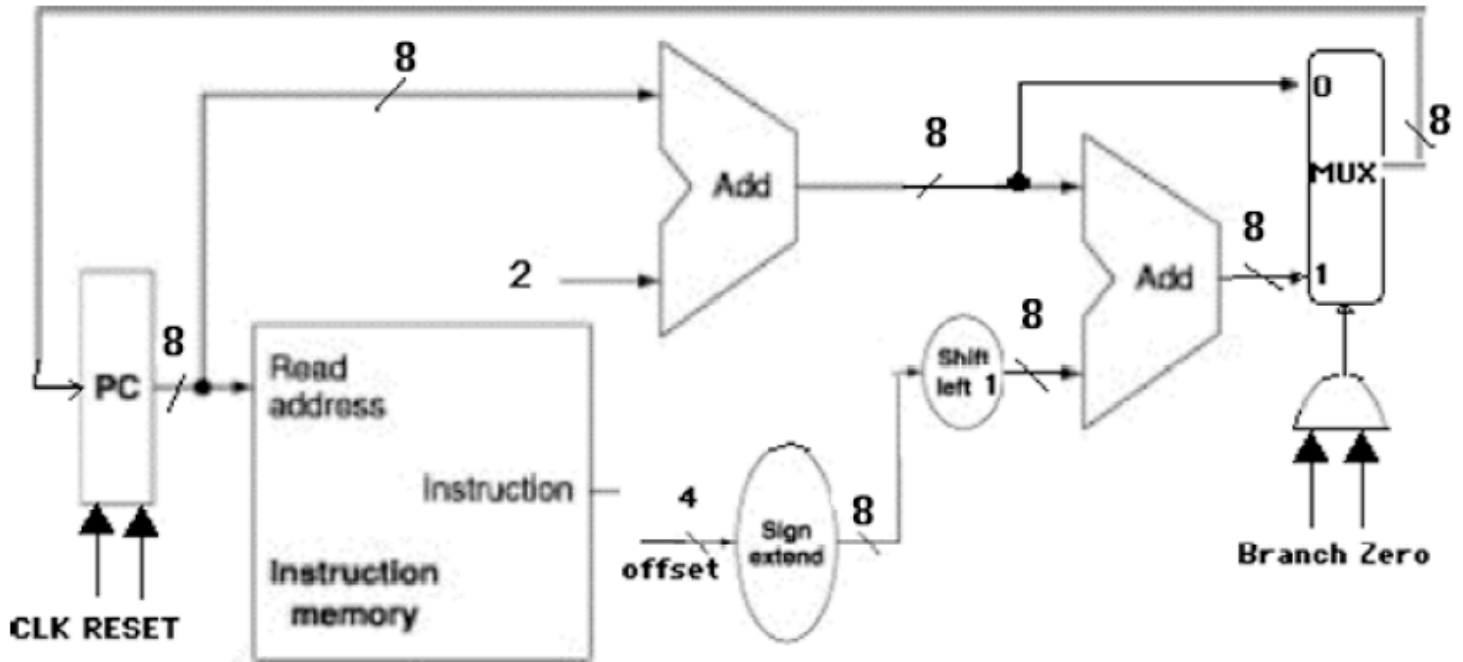 8
0
8
8
MUX
Add
8
1
2
Add
8
8
Shift
left 1
PC
Read
address
Instruction
4
8
Sign
extend
offset
Branch Zero
Instruction
memory
CLK RESET